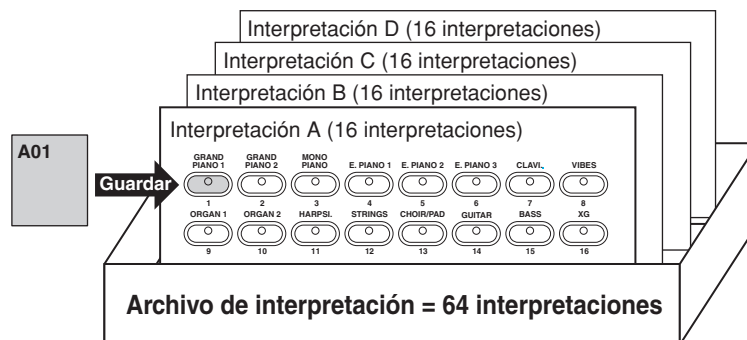 Interpretación D (16 interpretaciones)
Interpretación C (16 interpretaciones)
Interpretación B (16 interpretaciones)
Interpretación A (16 interpretaciones)
A01
Guardar
GRAND PIANO 1
GRAND PIANO 2
MONO PIANO
E. PIANO 1
E. PIANO 2
E. PIANO 3
CLAVI.
VIBES
1 2 3 4 5 6 7 8
ORGAN 1
ORGAN 2
HARPSI.
STRINGS
CHOIR/PAD
GUITAR
BASS
XG
9 10 11 12 13 14 15 16
Archivo de interpretación = 64 interpretaciones